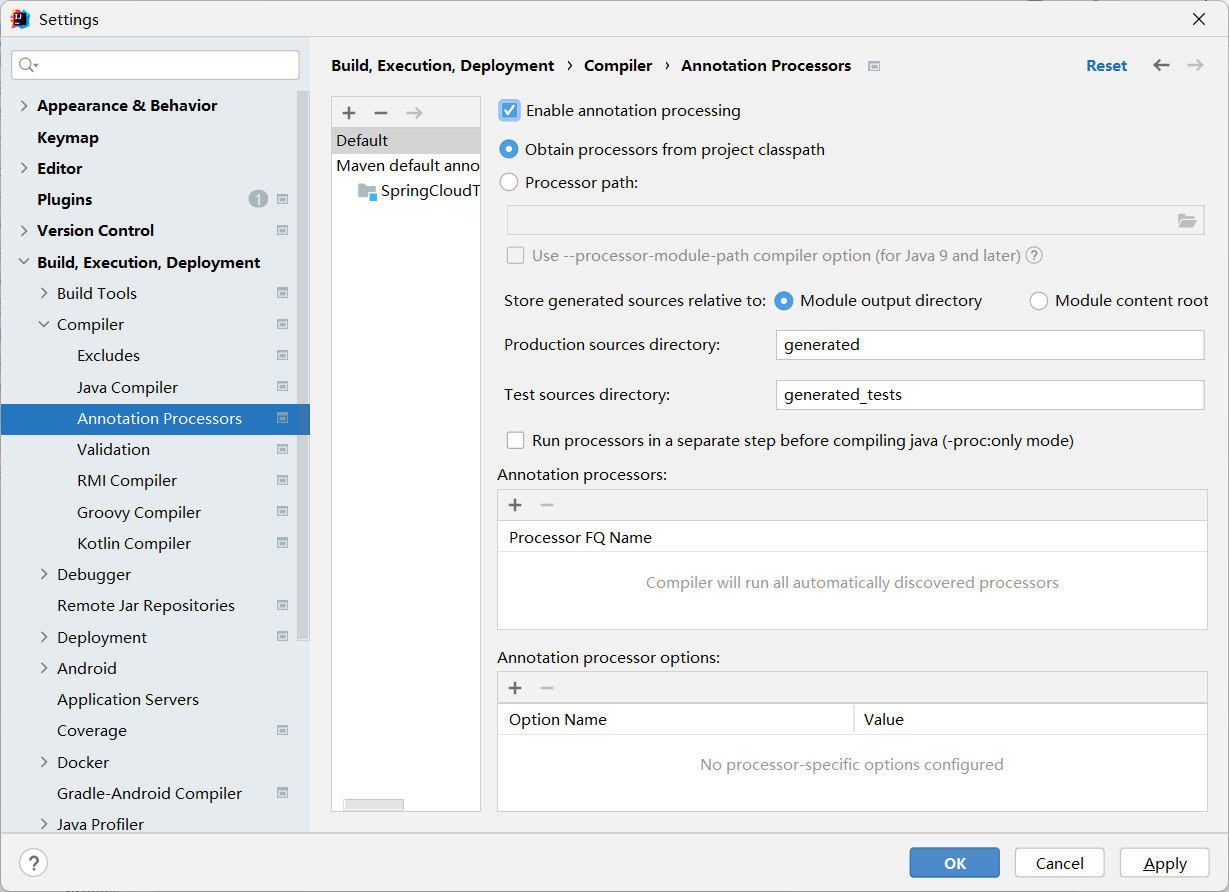 Settings
Appearance & Behavior
Keymap
Editor
Plugins 1
Version Control
Build, Execution, Deployment
Build Tools
Compiler
Excludes
Java Compiler
Annotation Processors
Validation
RMI Compiler
Groovy Compiler
Kotlin Compiler
Debugger
Remote Jar Repositories
Deployment
Android
Application Servers
Coverage
Docker
Gradle-Android Compiler
Java Profiler
Build, Execution, Deployment › Compiler › Annotation Processors
Reset
Default
Maven default anno
SpringCloudT
Enable annotation processing
Obtain processors from project classpath
Processor path:
Use --processor-module-path compiler option (for Java 9 and later) ?
Store generated sources relative to: Module output directory Module content root
Production sources directory: generated
Test sources directory: generated_tests
Run processors in a separate step before compiling java (-proc:only mode)
Annotation processors:
Processor FQ Name
Compiler will run all automatically discovered processors
Annotation processor options:
Option Name Value
No processor-specific options configured
? OK Cancel Apply